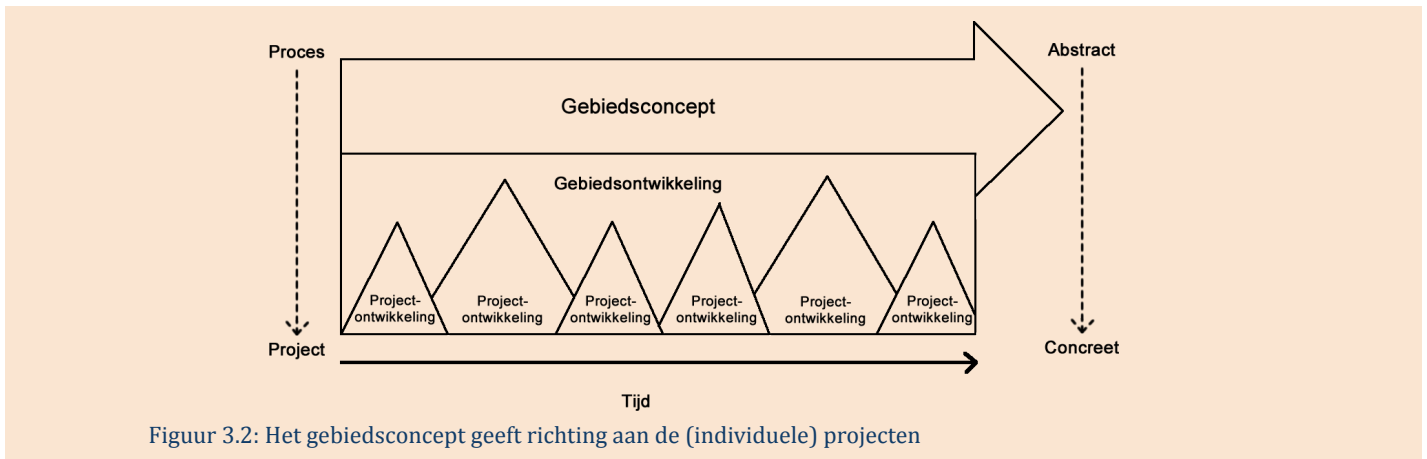 Proces
Abstract
Gebiedsconcept
Gebiedsontwikkeling
Project-
ontwikkeling
Project-
ontwikkeling
Project-
ontwikkeling
Project-
ontwikkeling
Project-
ontwikkeling
Project-
ontwikkeling
Project
Concreet
Tijd
Figuur 3.2: Het gebiedsconcept geeft richting aan de (individuele) projecten